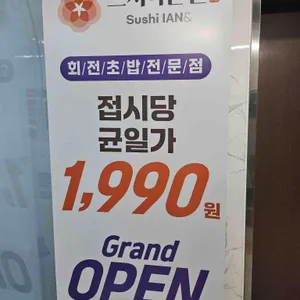 Sushi IAN&
회/전/초/밥/전/문/점
접시당
균일가
1,990원
Grand
OPEN